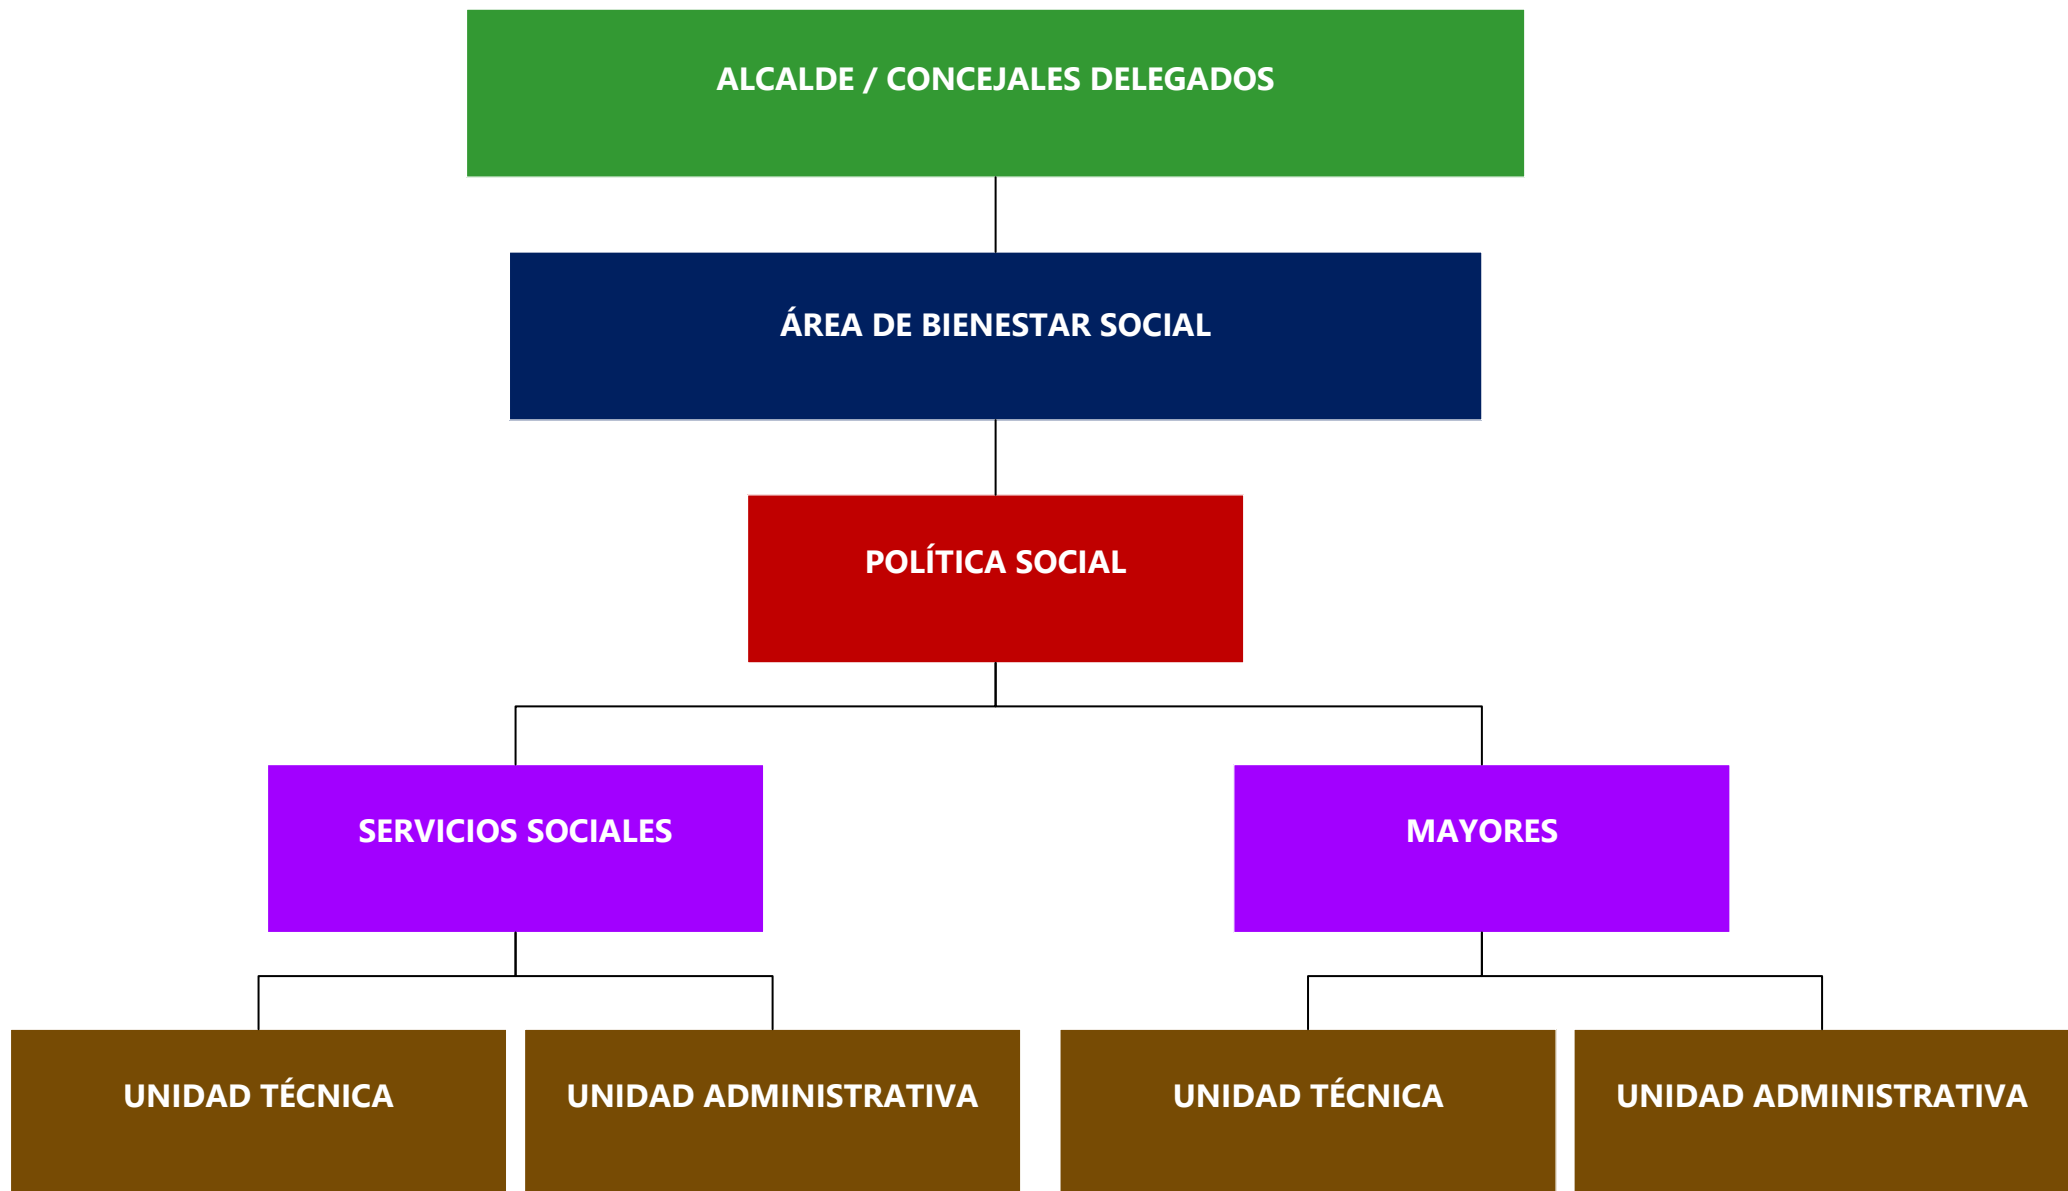 ALCALDE / CONCEJALES DELEGADOS
ÁREA DE BIENESTAR SOCIAL
POLÍTICA SOCIAL
SERVICIOS SOCIALES
MAYORES
UNIDAD TÉCNICA
UNIDAD ADMINISTRATIVA
UNIDAD TÉCNICA
UNIDAD ADMINISTRATIVA